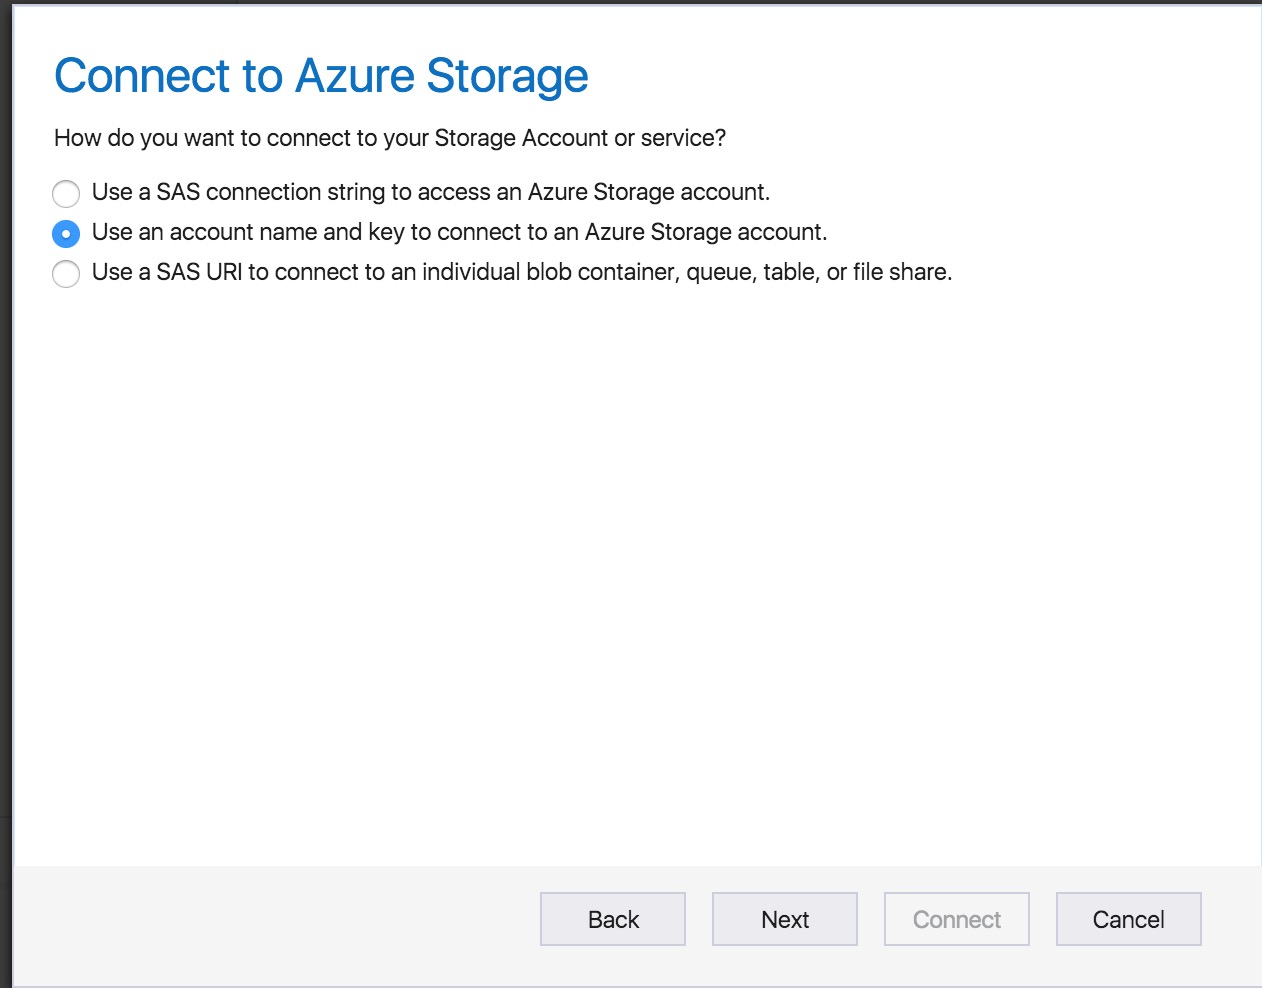 Connect to Azure Storage
How do you want to connect to your Storage Account or service?
Use a SAS connection string to access an Azure Storage account.
Use an account name and key to connect to an Azure Storage account.
Use a SAS URI to connect to an individual blob container, queue, table, or file share.
Back Next Connect Cancel